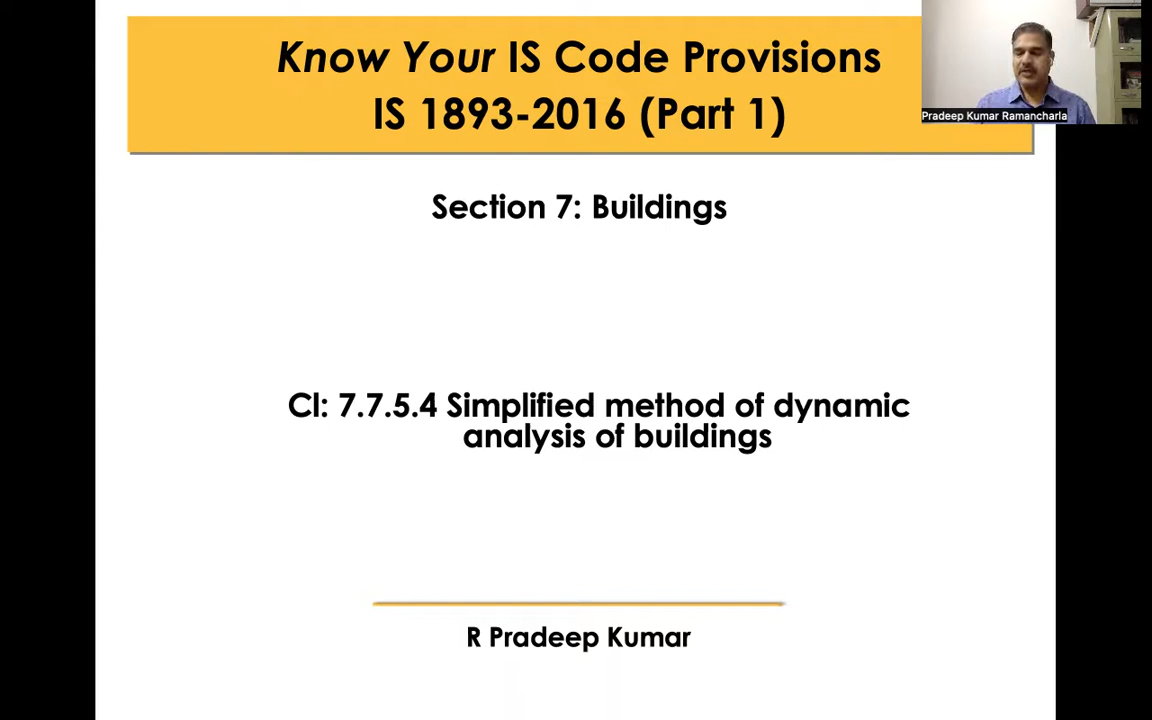 Know Your IS Code Provisions
IS 1893-2016 (Part 1)
Pradeep Kumar Ramancharla
Section 7: Buildings
Cl: 7.7.5.4 Simplified method of dynamic
analysis of buildings
R Pradeep Kumar